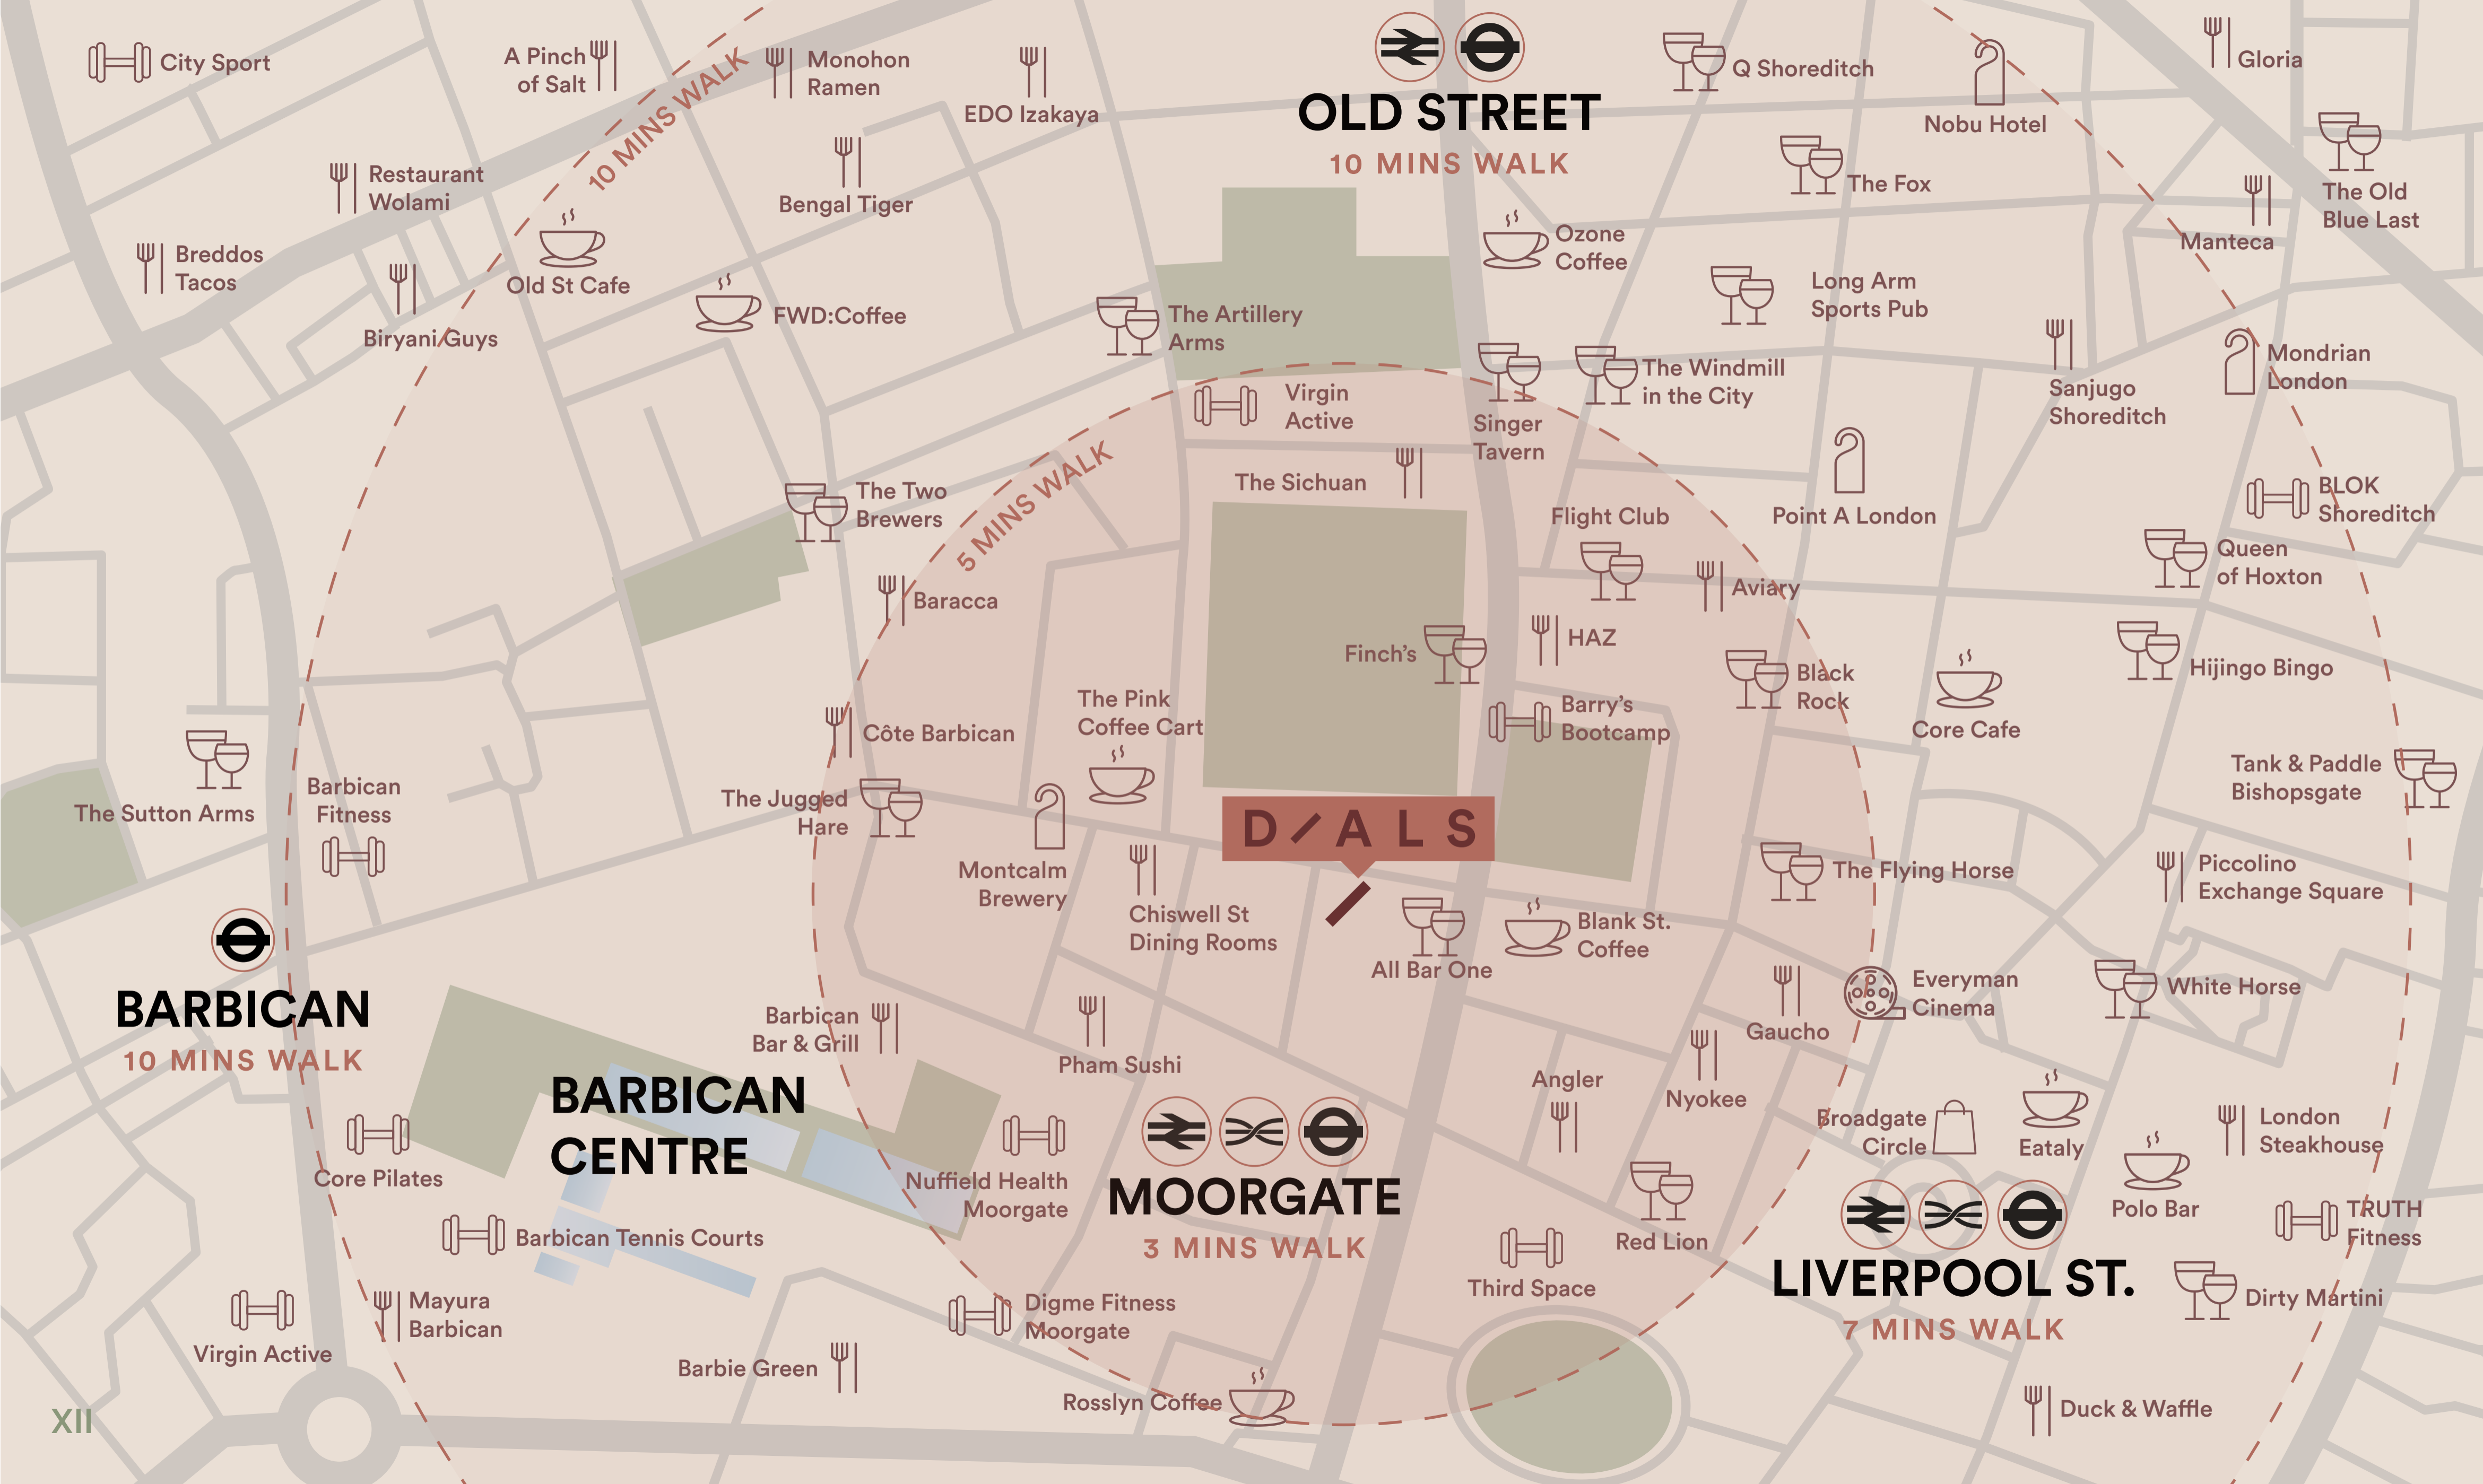 City Sport
A Pinch
of Salt
10 MINS WALK
Monohon
Ramen
EDO Izakaya
OLD STREET
10 MINS WALK
Q Shoreditch
Nobu Hotel
Gloria
Restaurant
Wolami
Bengal Tiger
The Fox
The Old
Blue Last
Manteca
Breddos
Tacos
Biryani Guys
Old St Cafe
FWD:Coffee
The Artillery
Arms
Ozone
Coffee
Long Arm
Sports Pub
Virgin
Active
Singer
Tavern
The Windmill
in the City
Sanjugo
Shoreditch
Mondrian
London
5 MINS WALK
The Sichuan
The Two
Brewers
Flight Club
Point A London
BLOK
Shoreditch
Queen
of Hoxton
Baracca
Aviary
Finch's
HAZ
Black
Rock
Hijingo Bingo
Côte Barbican
The Pink
Coffee Cart
Barry's
Bootcamp
Core Cafe
Tank & Paddle
Bishopsgate
The Sutton Arms
Barbican
Fitness
The Jugged
Hare
Montcalm
Brewery
DIALS
Chiswell St
Dining Rooms
The Flying Horse
Piccolino
Exchange Square
All Bar One
Blank St.
Coffee
BARBICAN
10 MINS WALK
Barbican
Bar & Grill
Pham Sushi
Gaucho
Everyman
Cinema
White Horse
BARBICAN
CENTRE
Angler
Nyokee
Broadgate
Circle
Eataly
London
Steakhouse
Core Pilates
Nuffield Health
Moorgate
MOORGATE
3 MINS WALK
Polo Bar
TRUTH
Fitness
Barbican Tennis Courts
Red Lion
Third Space
LIVERPOOL ST.
7 MINS WALK
Dirty Martini
Virgin Active
Mayura
Barbican
Digme Fitness
Moorgate
Barbie Green
Rosslyn Coffee
Duck & Waffle
XII